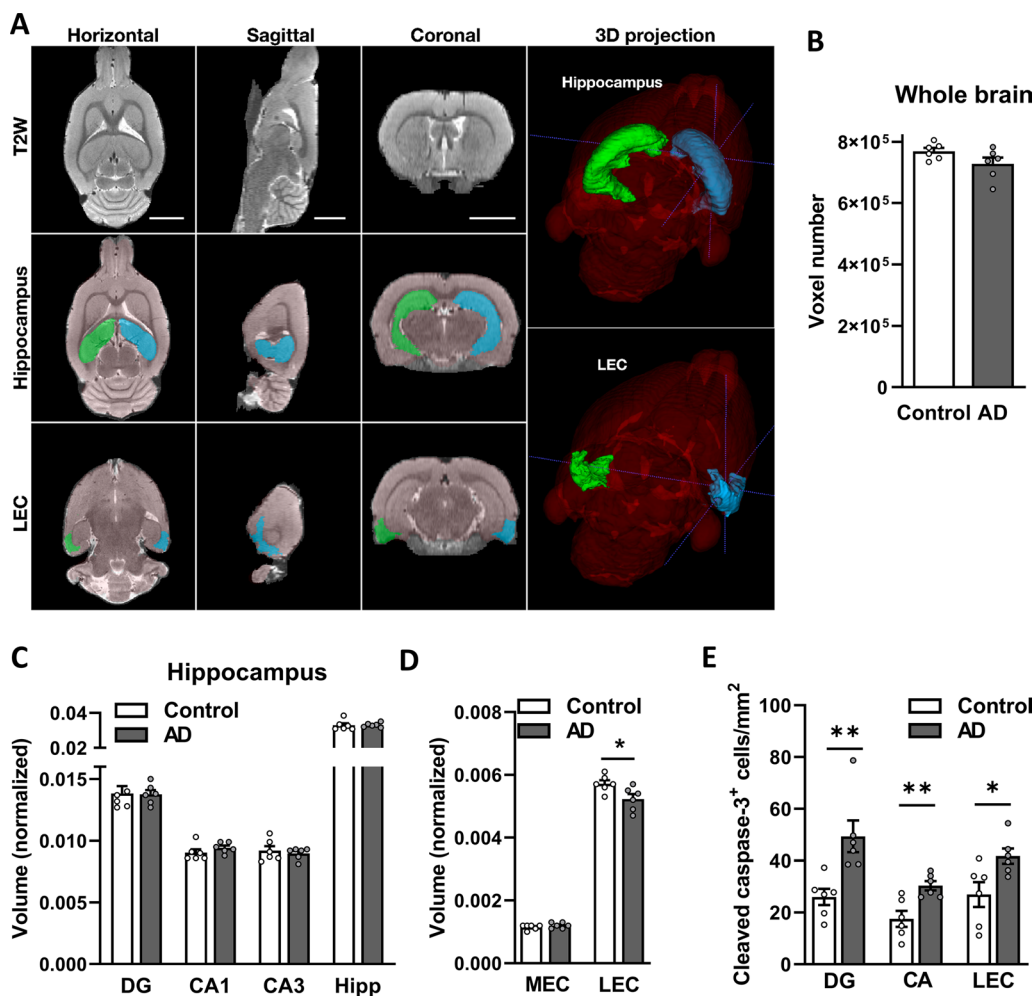 A
Horizontal
Sagittal
Coronal
3D projection
T2W
Hippocampus
LEC
Hippocampus
LEC
B
Whole brain
Voxel number
8×10⁵
6×10⁵
4×10⁵
2×10⁵
0
Control AD
C
Hippocampus
Control
AD
Volume (normalized)
0.04
0.02
0.015
0.010
0.005
0.000
DG CA1 CA3 Hipp
D
Control
AD
Volume (normalized)
0.008
0.006
0.004
0.002
0.000
*
MEC LEC
E
Control
AD
Cleaved caspase-3⁺ cells/mm²
100
80
60
40
20
0
**
**
*
DG CA LEC